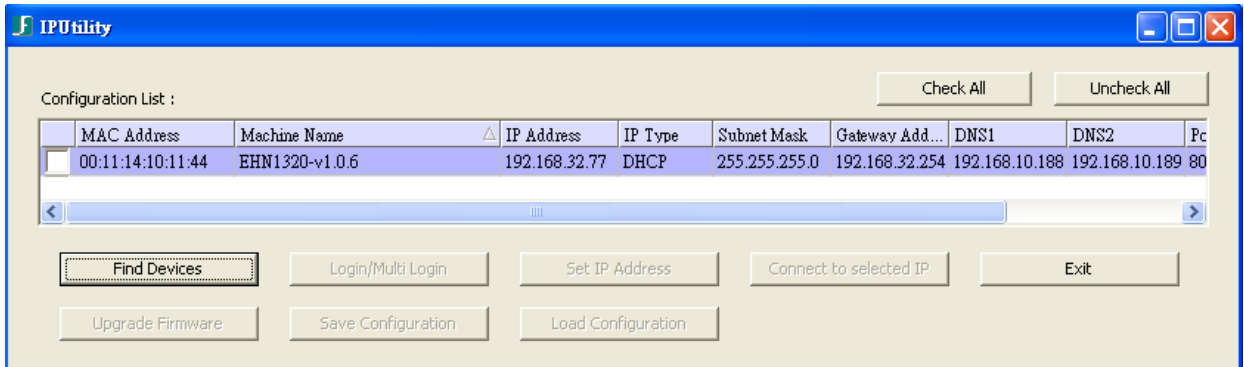 IPUtility
Check All Uncheck All
Configuration List :
MAC Address Machine Name IP Address IP Type Subnet Mask Gateway Add... DNS1 DNS2 Pc
00:11:14:10:11:44 EHN1320-v1.0.6 192.168.32.77 DHCP 255.255.255.0 192.168.32.254 192.168.10.188 192.168.10.189 80
Find Devices Login/Multi Login Set IP Address Connect to selected IP Exit
Upgrade Firmware Save Configuration Load Configuration